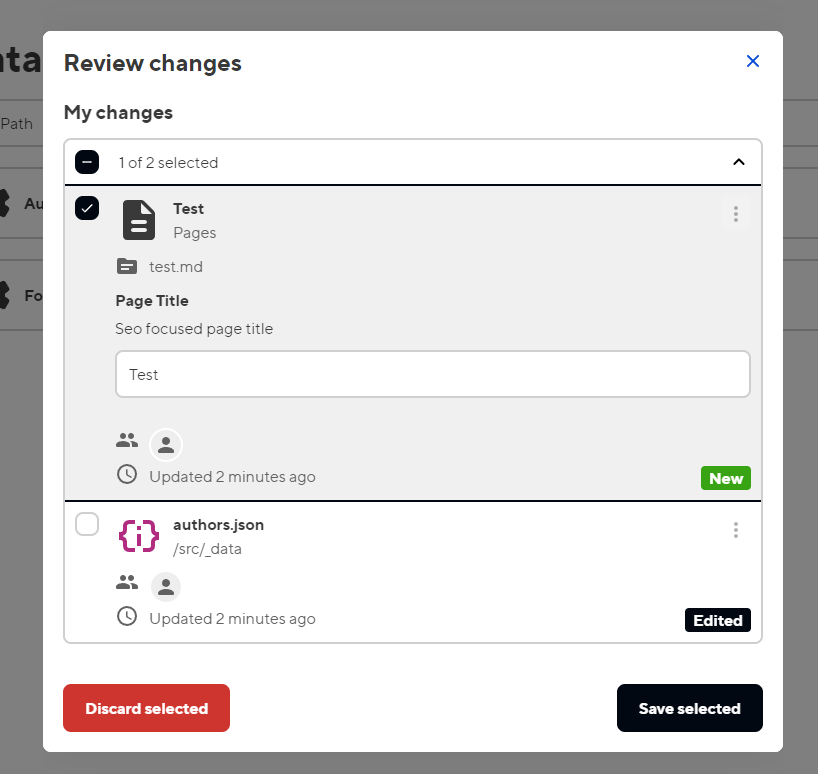 Review changes
My changes
Path
1 of 2 selected
Test
Pages
test.md
Page Title
Seo focused page title
Test
Updated 2 minutes ago
New
authors.json
/src/_data
Updated 2 minutes ago
Edited
Discard selected
Save selected